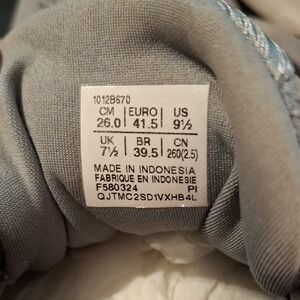 1012B670
CM EURO US
26.0 41.5 9½
UK BR CN
7½ 39.5 260(2.5)
MADE IN INDONESIA
FABRIQUE EN INDONESIE
F580324 PI
QJTMC2SD1VXHB4L